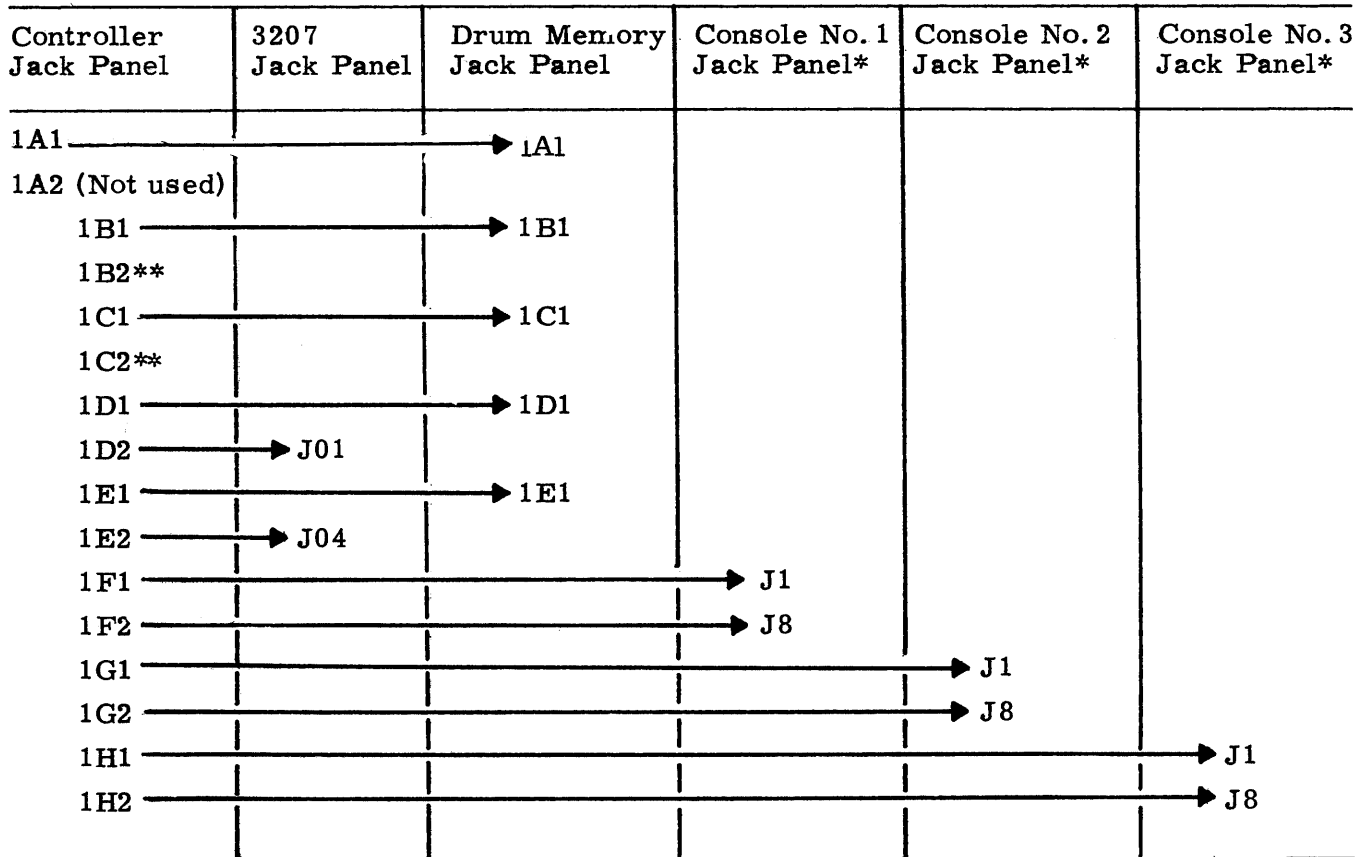 Controller Jack Panel 3207 Jack Panel Drum Memory Jack Panel Console No. 1 Jack Panel* Console No. 2 Jack Panel* Console No. 3 Jack Panel*
1A1 1A1
1A2 (Not used)
1B1 1B1
1B2**
1C1 1C1
1C2**
1D1 1D1
1D2 J01
1E1 1E1
1E2 J04
1F1 J1
1F2 J8
1G1 J1
1G2 J8
1H1 J1
1H2 J8